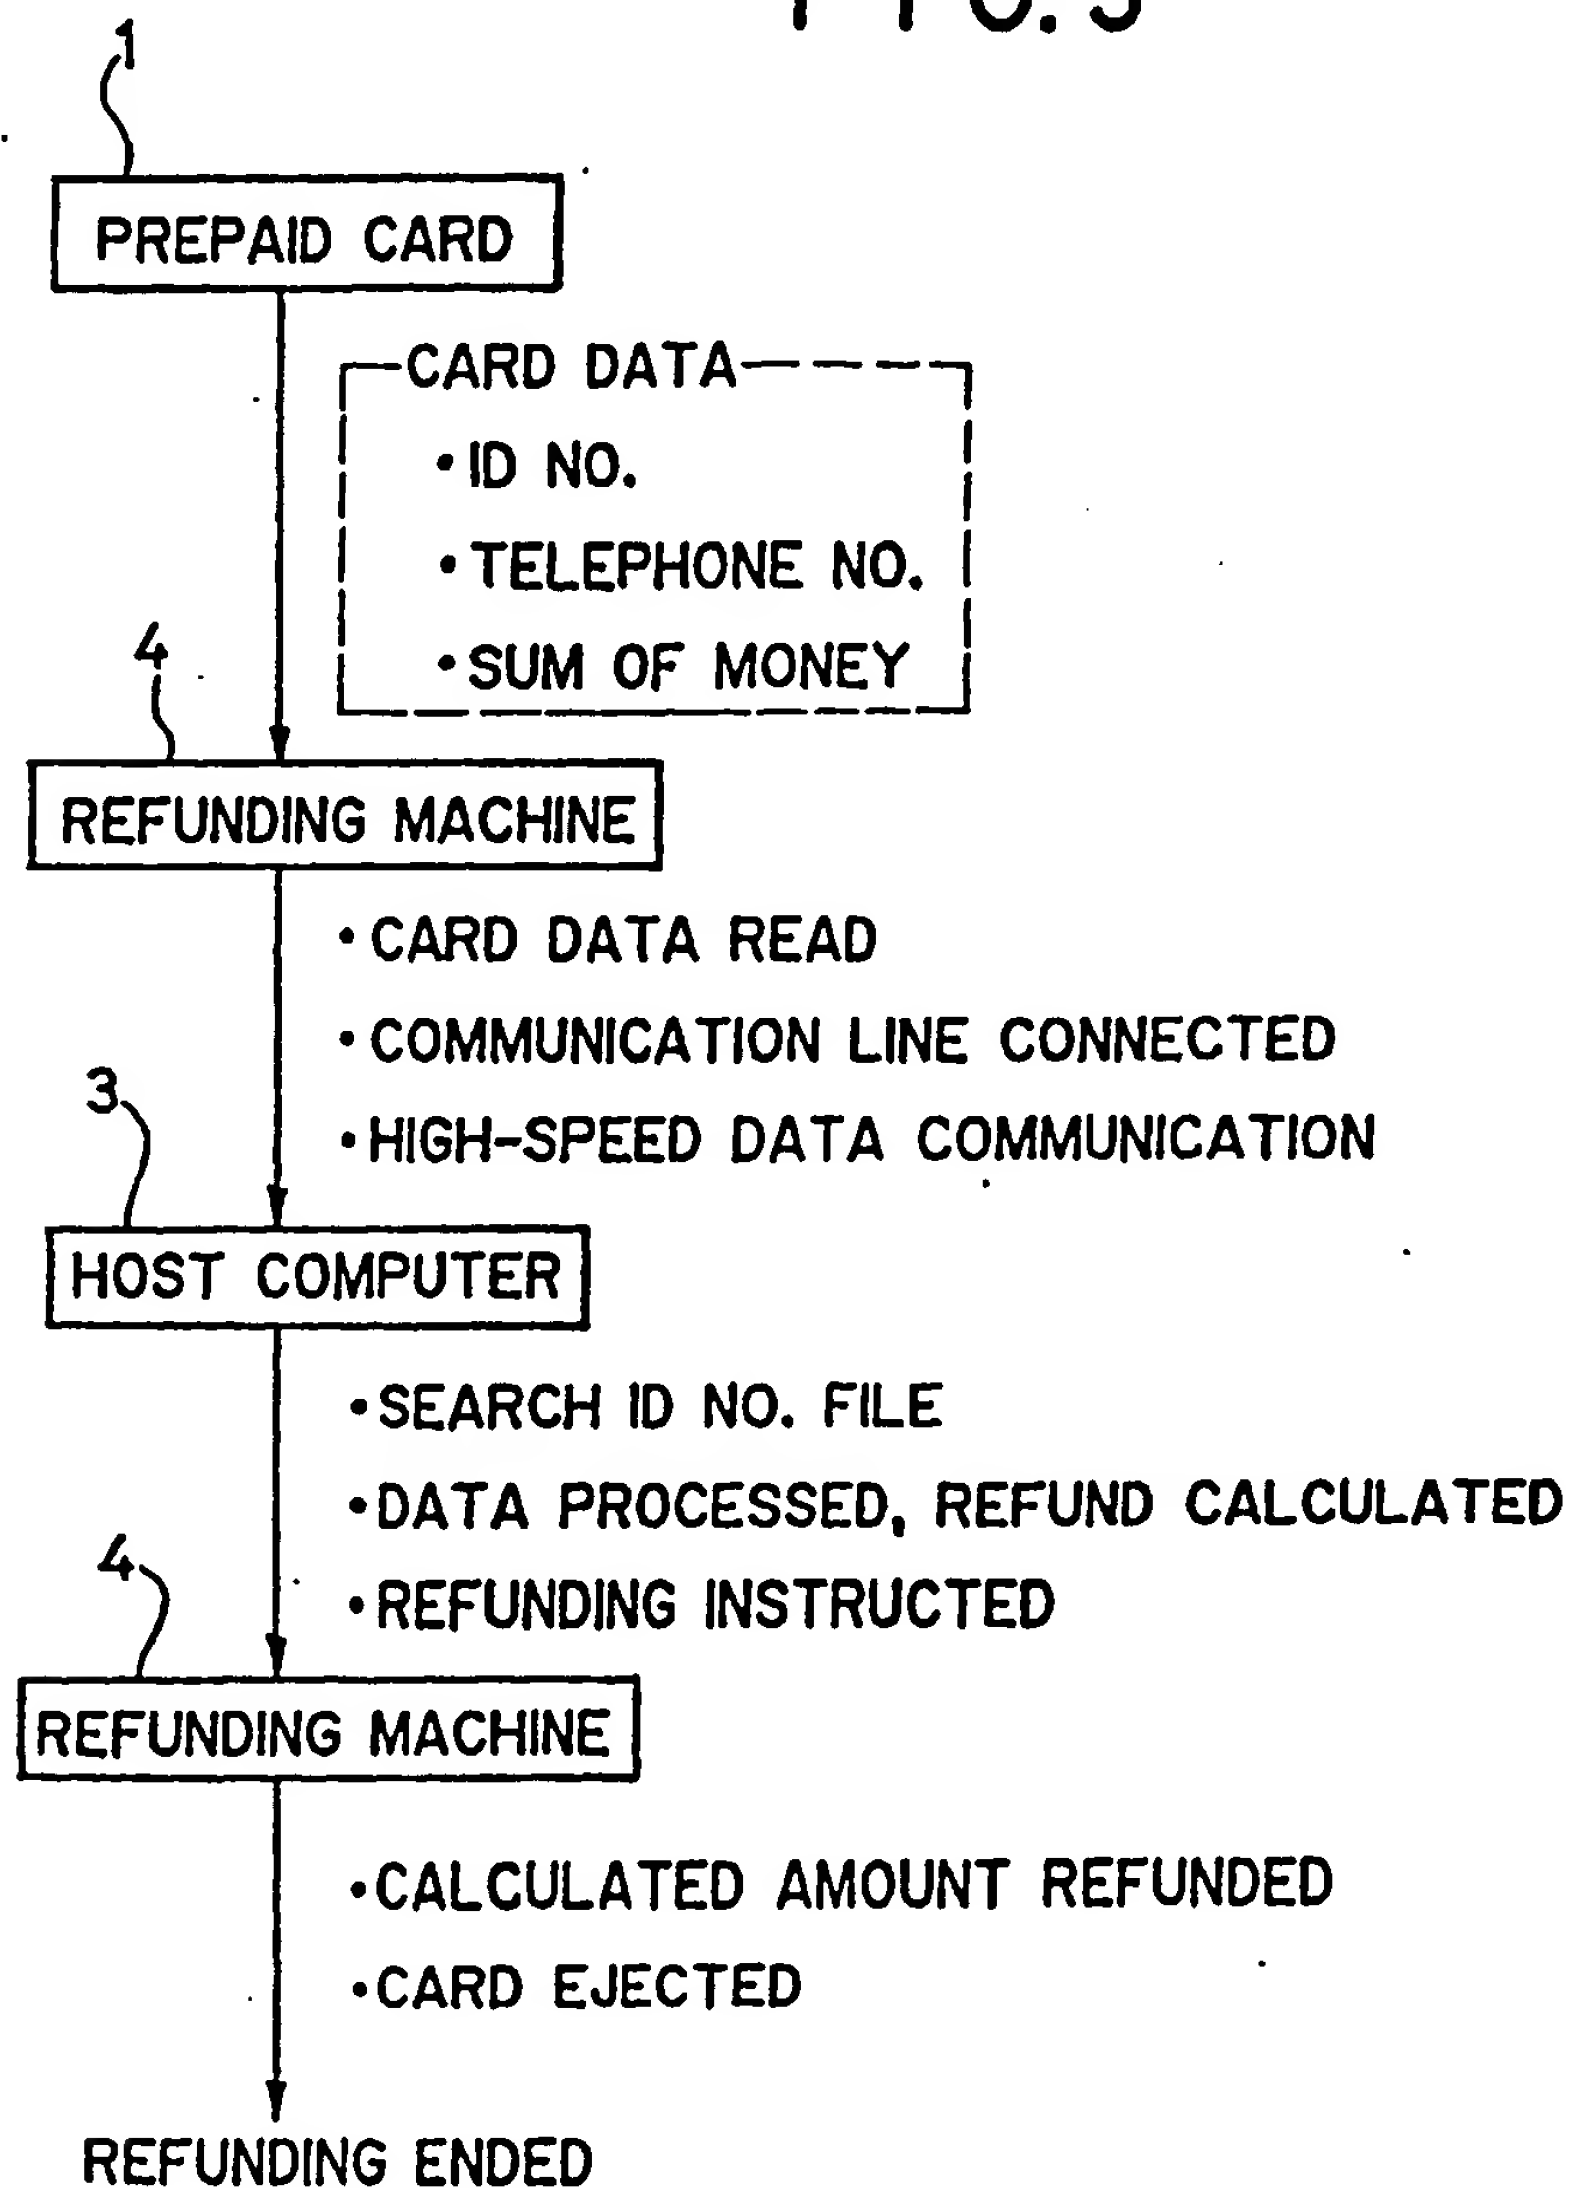 1
PREPAID CARD
CARD DATA
• ID NO.
• TELEPHONE NO.
• SUM OF MONEY
4
REFUNDING MACHINE
• CARD DATA READ
• COMMUNICATION LINE CONNECTED
• HIGH-SPEED DATA COMMUNICATION
3
HOST COMPUTER
• SEARCH ID NO. FILE
• DATA PROCESSED, REFUND CALCULATED
• REFUNDING INSTRUCTED
4
REFUNDING MACHINE
• CALCULATED AMOUNT REFUNDED
• CARD EJECTED
REFUNDING ENDED